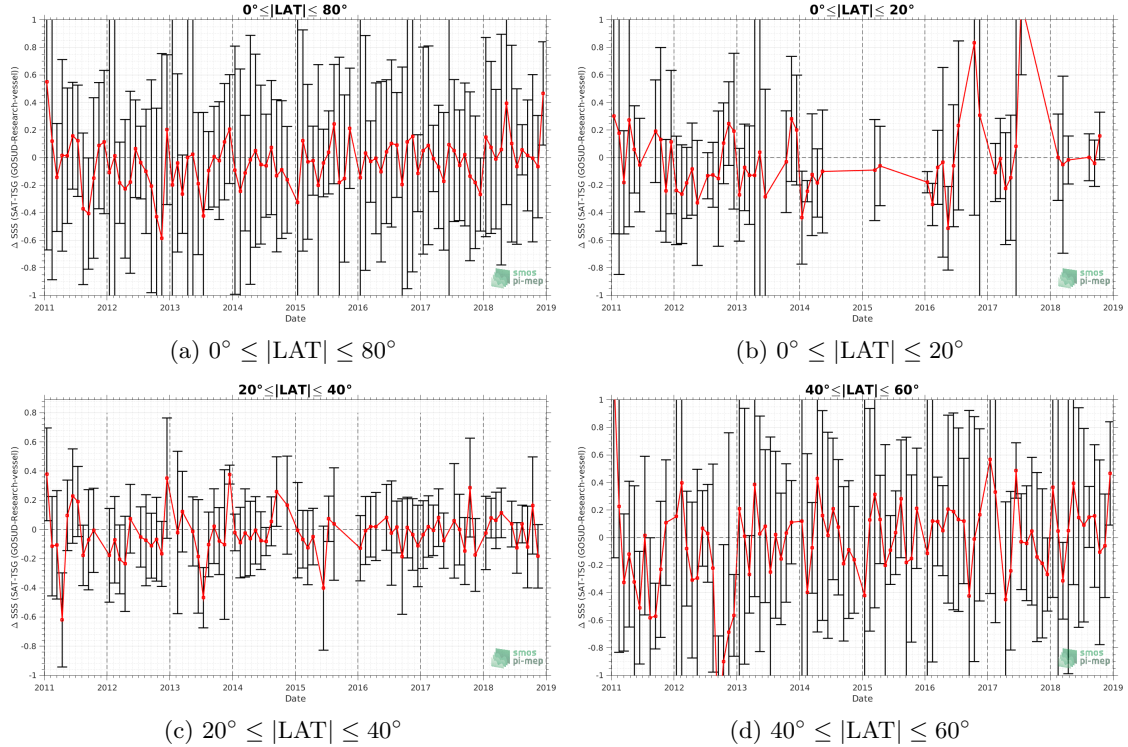 0°≤|LAT|≤ 80°
Δ SSS (SAT-TSG (GOSUD-Research-vessel))
1
0.8
0.6
0.4
0.2
0
-0.2
-0.4
-0.6
-0.8
-1
2011 2012 2013 2014 2015 2016 2017 2018 2019
Date
smos
pi-mep
(a) 0° ≤ |LAT| ≤ 80°
0°≤|LAT|≤ 20°
Δ SSS (SAT-TSG (GOSUD-Research-vessel))
1
0.8
0.6
0.4
0.2
0
-0.2
-0.4
-0.6
-0.8
-1
2011 2012 2013 2014 2015 2016 2017 2018 2019
Date
smos
pi-mep
(b) 0° ≤ |LAT| ≤ 20°
20°≤|LAT|≤ 40°
Δ SSS (SAT-TSG (GOSUD-Research-vessel))
0.8
0.6
0.4
0.2
0
-0.2
-0.4
-0.6
-0.8
-1
2011 2012 2013 2014 2015 2016 2017 2018 2019
Date
smos
pi-mep
(c) 20° ≤ |LAT| ≤ 40°
40°≤|LAT|≤ 60°
Δ SSS (SAT-TSG (GOSUD-Research-vessel))
1
0.8
0.6
0.4
0.2
0
-0.2
-0.4
-0.6
-0.8
-1
2011 2012 2013 2014 2015 2016 2017 2018 2019
Date
smos
pi-mep
(d) 40° ≤ |LAT| ≤ 60°